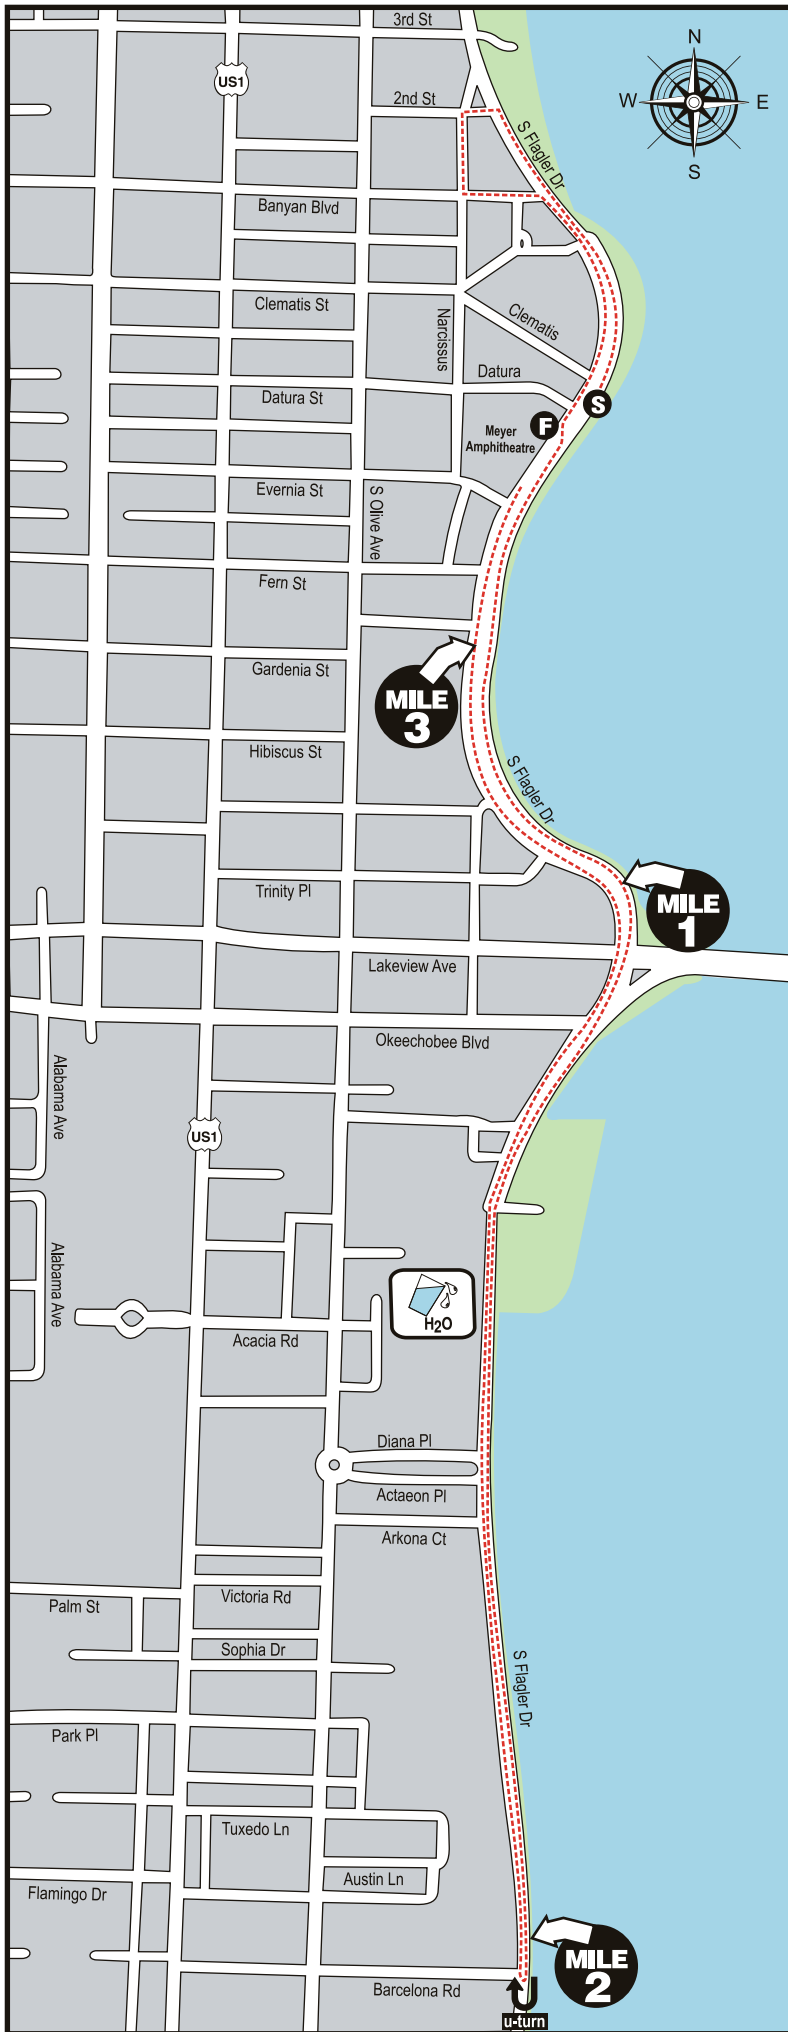 3rd St
N
US1
2nd St
W
E
S Flagler Dr
S
Banyan Blvd
Clematis St
Narcissus
Clematis
Datura
Datura St
S
F
Meyer
Amphitheatre
Evernia St
S Olive Ave
Fern St
Gardenia St
MILE
3
Hibiscus St
S Flagler Dr
Trinity Pl
MILE
1
Lakeview Ave
Okeechobee Blvd
Alabama Ave
US1
Alabama Ave
H2O
Acacia Rd
Diana Pl
Actaeon Pl
Arkona Ct
Victoria Rd
Palm St
Sophia Dr
S Flagler Dr
Park Pl
Tuxedo Ln
Austin Ln
Flamingo Dr
MILE
2
Barcelona Rd
U
u-turn